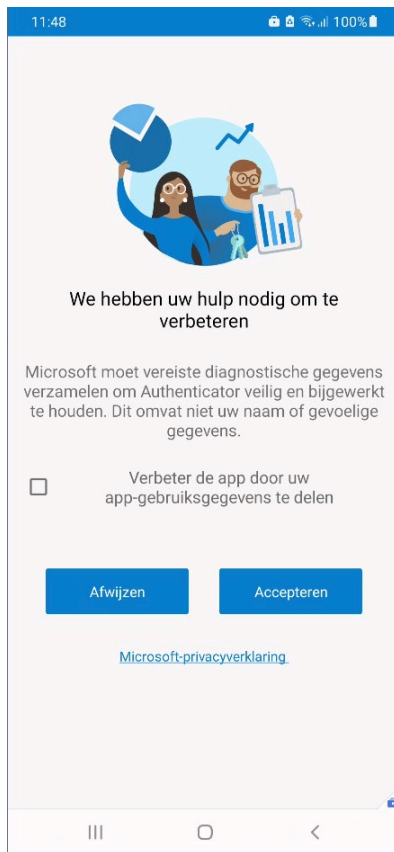 11:48 100%
We hebben uw hulp nodig om te
verbeteren
Microsoft moet vereiste diagnostische gegevens
verzamelen om Authenticator veilig en bijgewerkt
te houden. Dit omvat niet uw naam of gevoelige
gegevens.
Verbeter de app door uw
app-gebruiksgegevens te delen
Afwijzen Accepteren
Microsoft-privacyverklaring